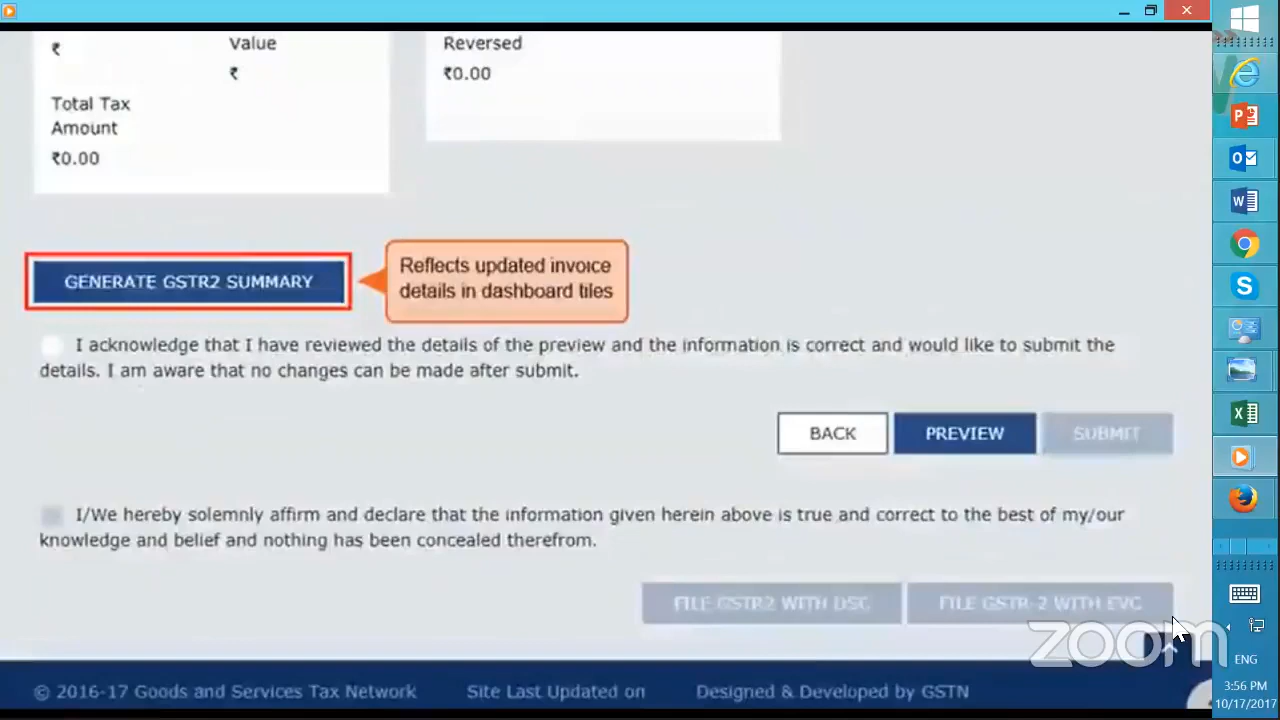 ₹
Value
₹
Total Tax
Amount
₹0.00
Reversed
₹0.00
GENERATE GSTR2 SUMMARY
Reflects updated invoice
details in dashboard tiles
I acknowledge that I have reviewed the details of the preview and the information is correct and would like to submit the
details. I am aware that no changes can be made after submit.
BACK
PREVIEW
SUBMIT
I/We hereby solemnly affirm and declare that the information given herein above is true and correct to the best of my/our
knowledge and belief and nothing has been concealed therefrom.
FILE GSTR2 WITH DSC
FILE GSTR-2 WITH EVC
zoom
© 2016-17 Goods and Services Tax Network
Site Last Updated on
Designed & Developed by GSTN
ENG
3:56 PM
10/17/2017